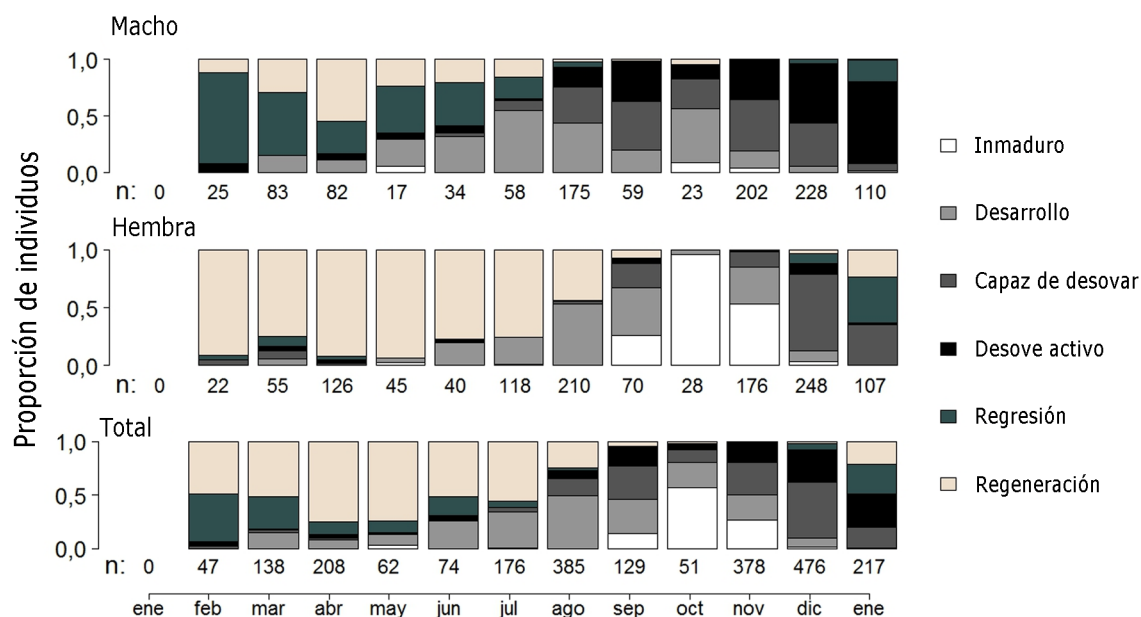 Macho
1,0
0,5
0,0
n: 0 25 83 82 17 34 58 175 59 23 202 228 110
Hembra
1,0
0,5
0,0
n: 0 22 55 126 45 40 118 210 70 28 176 248 107
Total
1,0
0,5
0,0
n: 0 47 138 208 62 74 176 385 129 51 378 476 217
ene feb mar abr may jun jul ago sep oct nov dic ene
Proporción de individuos
Inmaduro
Desarrollo
Capaz de desovar
Desove activo
Regresión
Regeneración